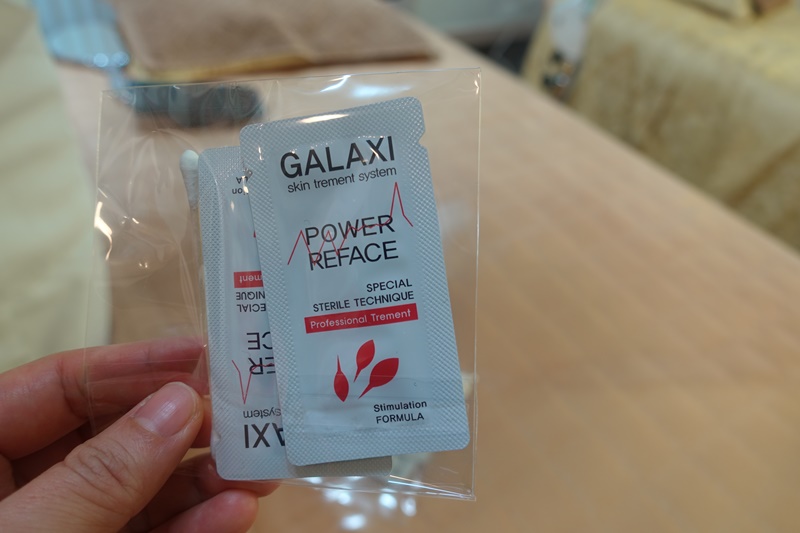 GALAXI
skin trement system
POWER
REFACE
SPECIAL
STERILE TECHNIQUE
Professional Trement
Stimulation
FORMULA